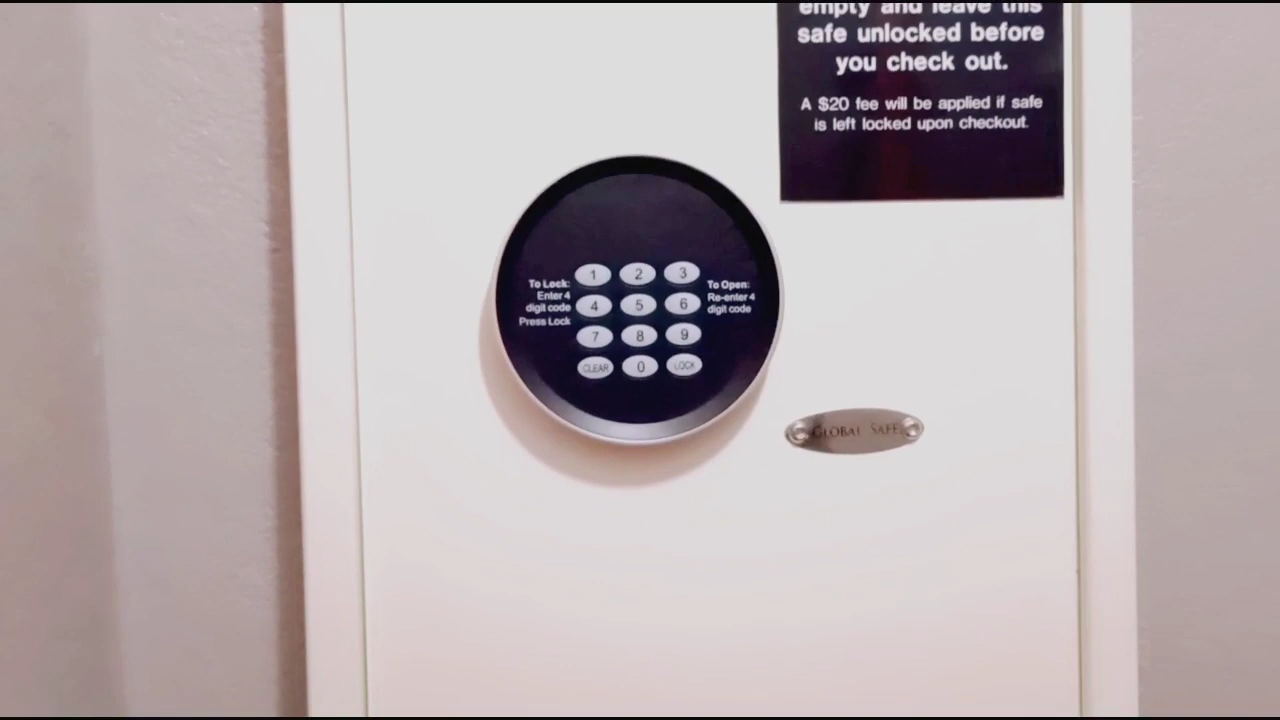 empty and leave this
safe unlocked before
you check out.
A $20 fee will be applied if safe
is left locked upon checkout.
To Lock:
Enter 4
digit code
Press Lock
1 2 3
4 5 6
7 8 9
CLEAR 0 LOCK
To Open:
Re-enter 4
digit code
GLOBAL SAFE